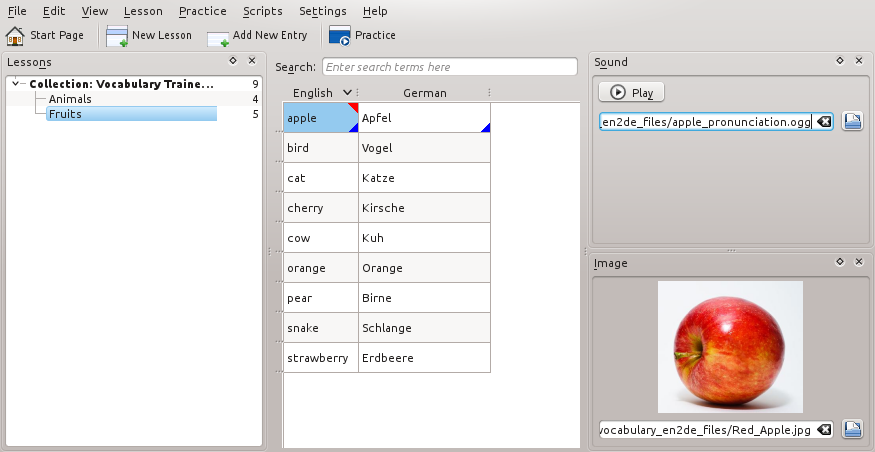 File Edit View Lesson Practice Scripts Settings Help
Start Page New Lesson Add New Entry Practice
Lessons
Collection: Vocabulary Traine... 9
Animals 4
Fruits 5
Search: Enter search terms here
English German
apple Apfel
bird Vogel
cat Katze
cherry Kirsche
cow Kuh
orange Orange
pear Birne
snake Schlange
strawberry Erdbeere
Sound
Play
_en2de_files/apple_pronunciation.ogg
Image
vocabulary_en2de_files/Red_Apple.jpg